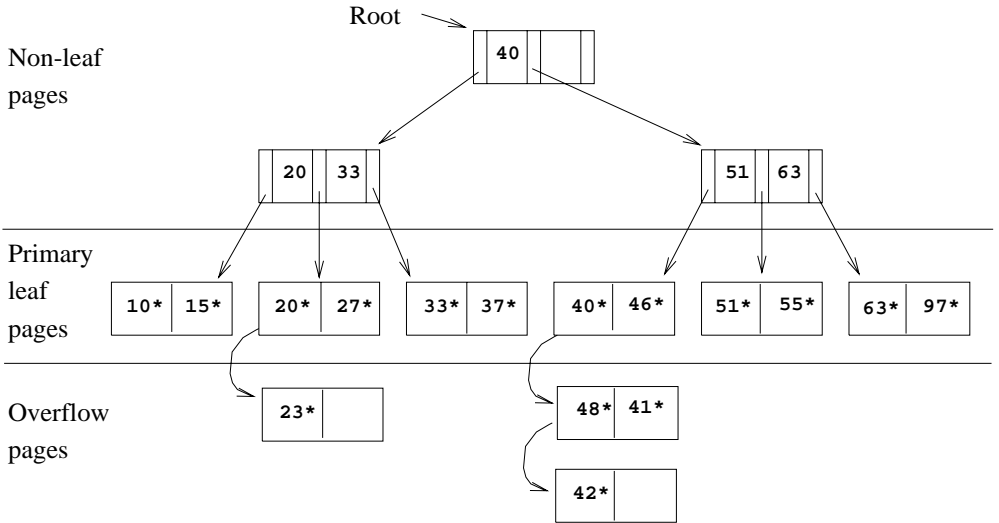 Root
Non-leaf
pages
40
20 33
51 63
Primary
leaf
pages
10* 15*
20* 27*
33* 37*
40* 46*
51* 55*
63* 97*
Overflow
pages
23*
48* 41*
42*